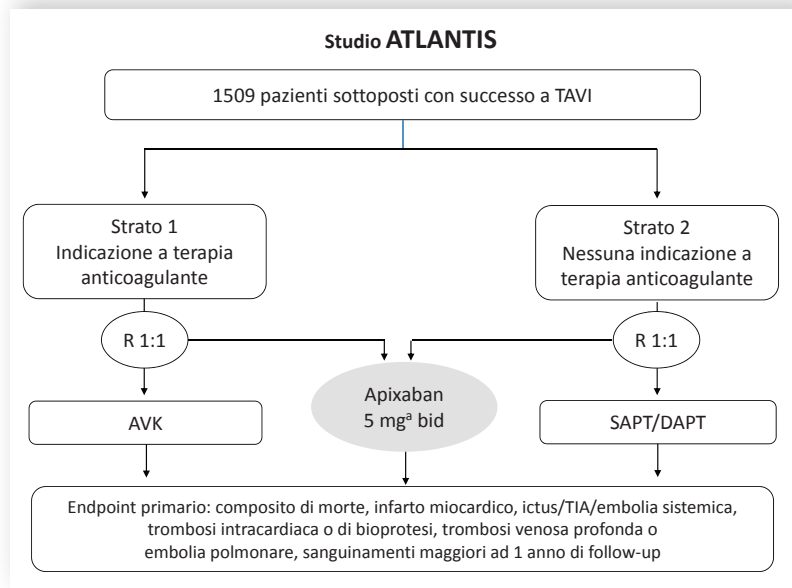 Studio ATLANTIS
1509 pazienti sottoposti con successo a TAVI
Strato 1
Indicazione a terapia
anticoagulante
Strato 2
Nessuna indicazione a
terapia anticoagulante
R 1:1
R 1:1
Apixaban
5 mgᵃ bid
AVK
SAPT/DAPT
Endpoint primario: composito di morte, infarto miocardico, ictus/TIA/embolia sistemica,
trombosi intracardiaca o di bioprotesi, trombosi venosa profonda o
embolia polmonare, sanguinamenti maggiori ad 1 anno di follow-up